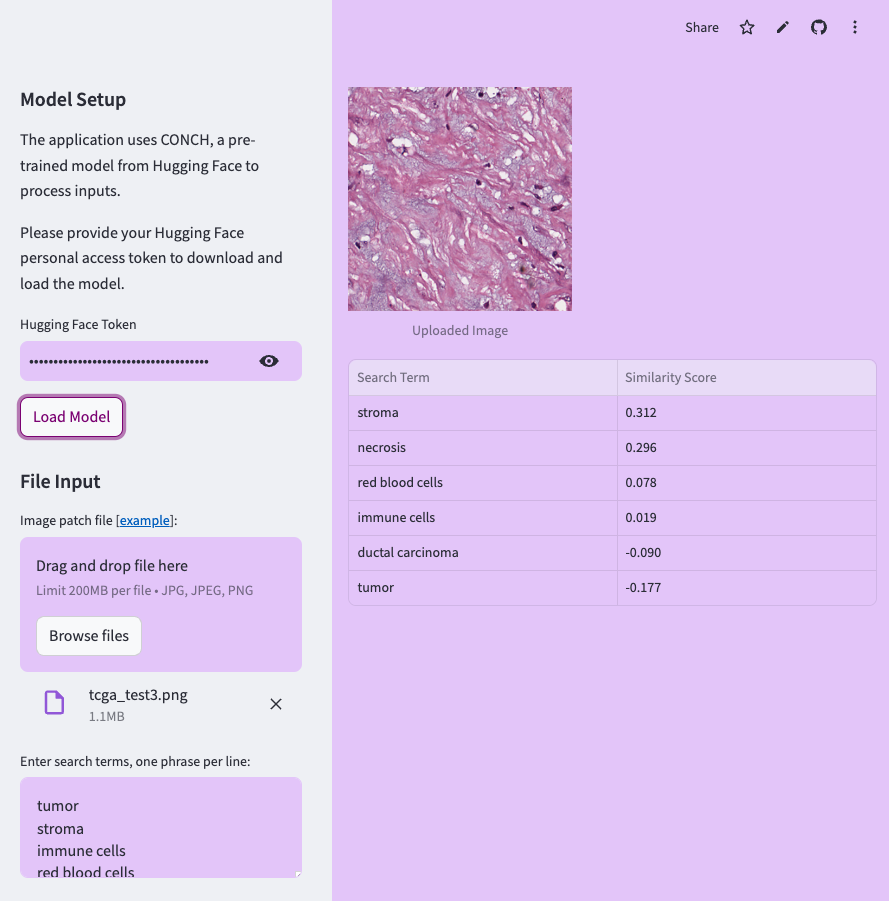 Share
Model Setup
The application uses CONCH, a pre-
trained model from Hugging Face to
process inputs.
Please provide your Hugging Face
personal access token to download and
load the model.
Hugging Face Token
••••••••••••••••••••••••••••••••••••••
Load Model
File Input
Image patch file [example]:
Drag and drop file here
Limit 200MB per file • JPG, JPEG, PNG
Browse files
tcga_test3.png
1.1MB
Enter search terms, one phrase per line:
tumor
stroma
immune cells
red blood cells
Uploaded Image
Search Term Similarity Score
stroma 0.312
necrosis 0.296
red blood cells 0.078
immune cells 0.019
ductal carcinoma -0.090
tumor -0.177